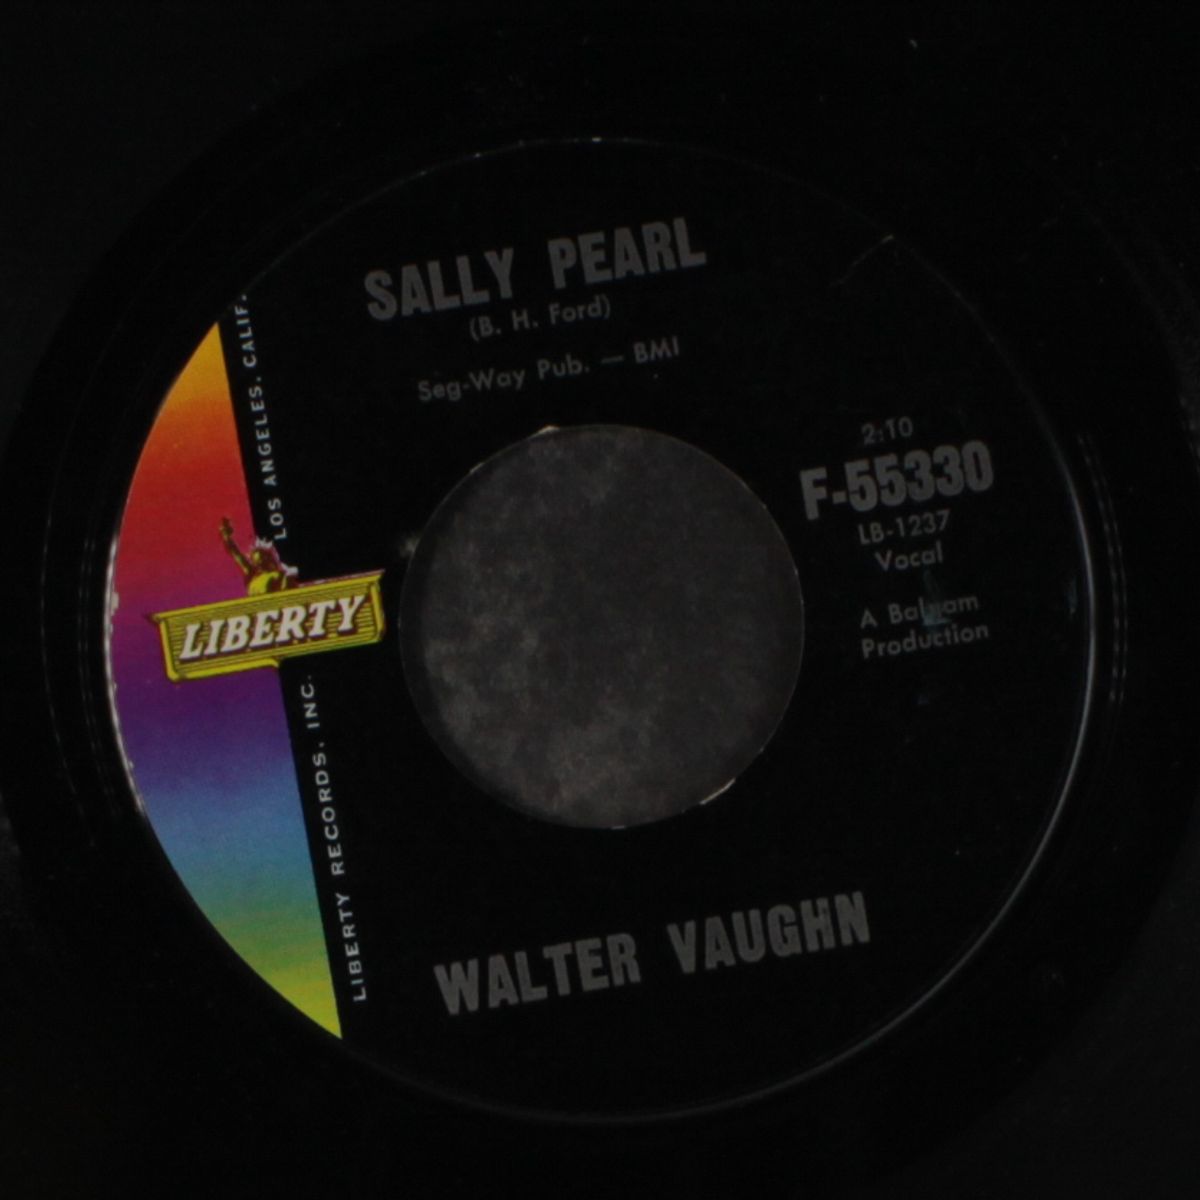 SALLY PEARL
(B. H. Ford)
Seg-Way Pub. — BMI
2:10
F-55330
LB-1237
Vocal
A
Production
LIBERTY
LIBERTY RECORDS, INC.
LOS ANGELES, CALIF.
WALTER VAUGHN